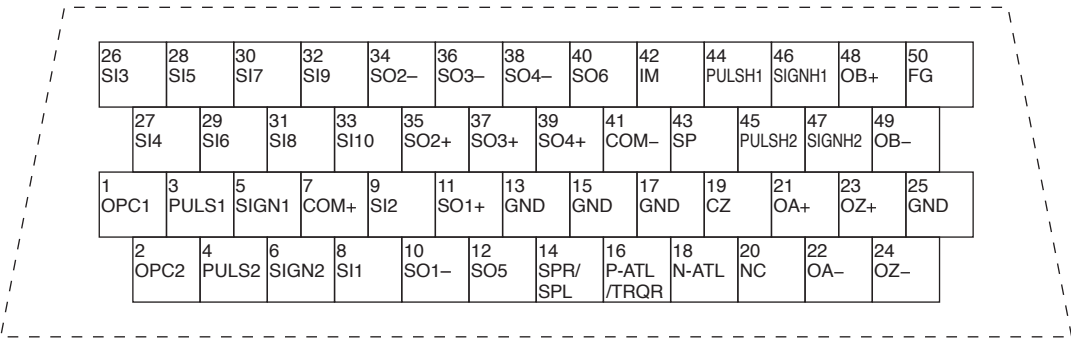 26 28 30 32 34 36 38 40 42 44 46 48 50
SI3 SI5 SI7 SI9 SO2– SO3– SO4– SO6 IM PULSH1 SIGNH1 OB+ FG
27 29 31 33 35 37 39 41 43 45 47 49
SI4 SI6 SI8 SI10 SO2+ SO3+ SO4+ COM– SP PULSH2 SIGNH2 OB–
1 3 5 7 9 11 13 15 17 19 21 23 25
OPC1 PULS1 SIGN1 COM+ SI2 SO1+ GND GND GND CZ OA+ OZ+ GND
2 4 6 8 10 12 14 16 18 20 22 24
OPC2 PULS2 SIGN2 SI1 SO1– SO5 SPR/ P-ATL N-ATL NC OA– OZ–
SPL /TRQR